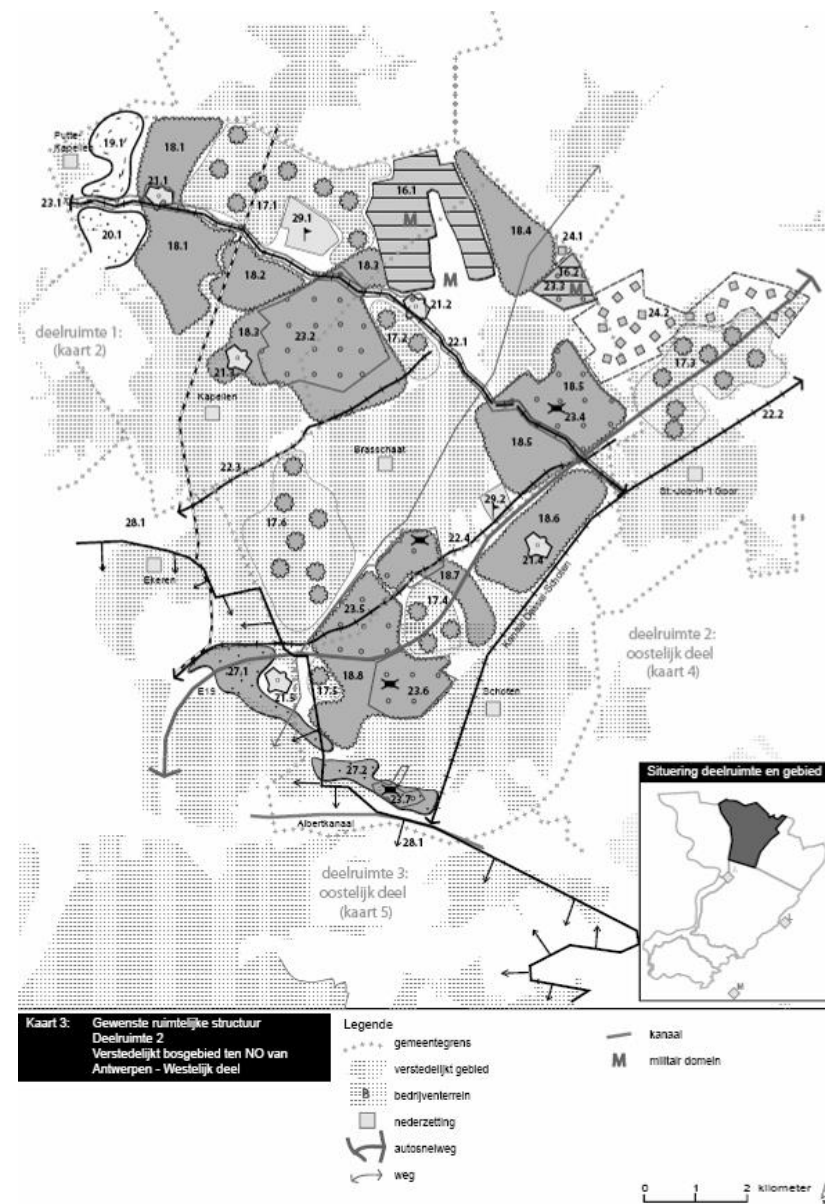 Putte-Kapellen
19.1
18.1
21.1
23.1
17.1
20.1
18.1
29.1
16.1
M
18.4
24.1
16.2
23.3
M
18.2
18.3
M
21.2
24.2
deelruimte 1:
(kaart 2)
18.3
23.2
17.2
22.1
17.3
21.3
Kapellen
18.5
23.4
18.5
22.2
Brasschaat
22.3
St.-Job-in-'t Goor
29.2
17.6
28.1
22.4
18.6
21.4
Ekeren
18.7
17.4
23.5
Kanaal Dessel-Schoten
deelruimte 2:
oostelijk deel
(kaart 4)
27.1
E19
21.5
17.5
18.8
23.6
Schoten
27.2
23.7
Albertkanaal
28.1
deelruimte 3:
oostelijk deel
(kaart 5)
Situering deelruimte en gebied
A
M
Kaart 3: Gewenste ruimtelijke structuur
Deelruimte 2
Verstedelijkt bosgebied ten NO van
Antwerpen - Westelijk deel
Legende
gemeentegrens
verstedelijkt gebied
B bedrijventerrein
nederzetting
autosnelweg
weg
kanaal
M militair domein
0 1 2 kilometer